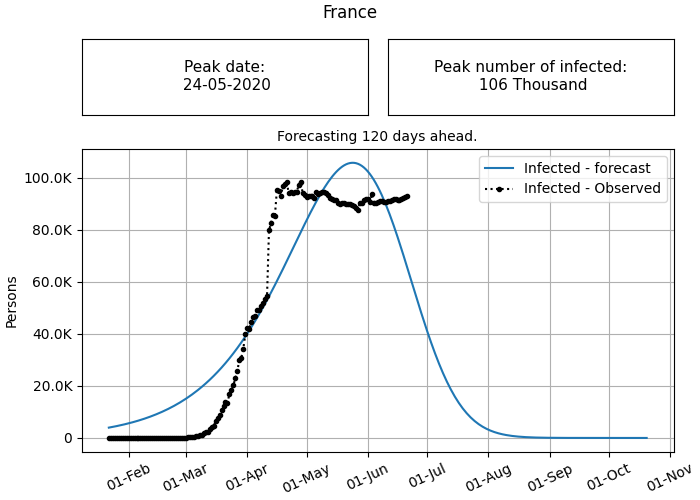 France
Peak date:
24-05-2020
Peak number of infected:
106 Thousand
Forecasting 120 days ahead.
Infected - forecast
Infected - Observed
Persons
100.0K
80.0K
60.0K
40.0K
20.0K
0
01-Feb
01-Mar
01-Apr
01-May
01-Jun
01-Jul
01-Aug
01-Sep
01-Oct
01-Nov